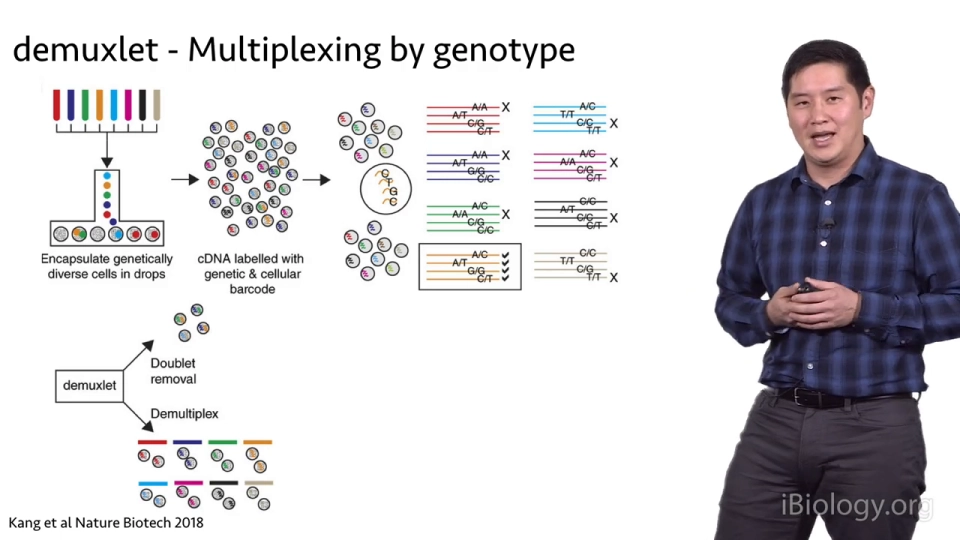 demuxlet - Multiplexing by genotype
Encapsulate genetically
diverse cells in drops
cDNA labelled with
genetic & cellular
barcode
C
T
G
C
A/A X
A/T
C/G
C/T
A/A X
A/T
G/G
C/C
A/C
A/A X
C/G
C/C
A/C
A/T
G/G
C/T
A/C
T/T
C/C X
T/T
A/C
A/A X
C/G
C/T
C/C
A/T
C/C X
C/T
C/C
T/T
C/G
T/T X
demuxlet
Doublet
removal
Demultiplex
Kang et al Nature Biotech 2018
iBiology.org